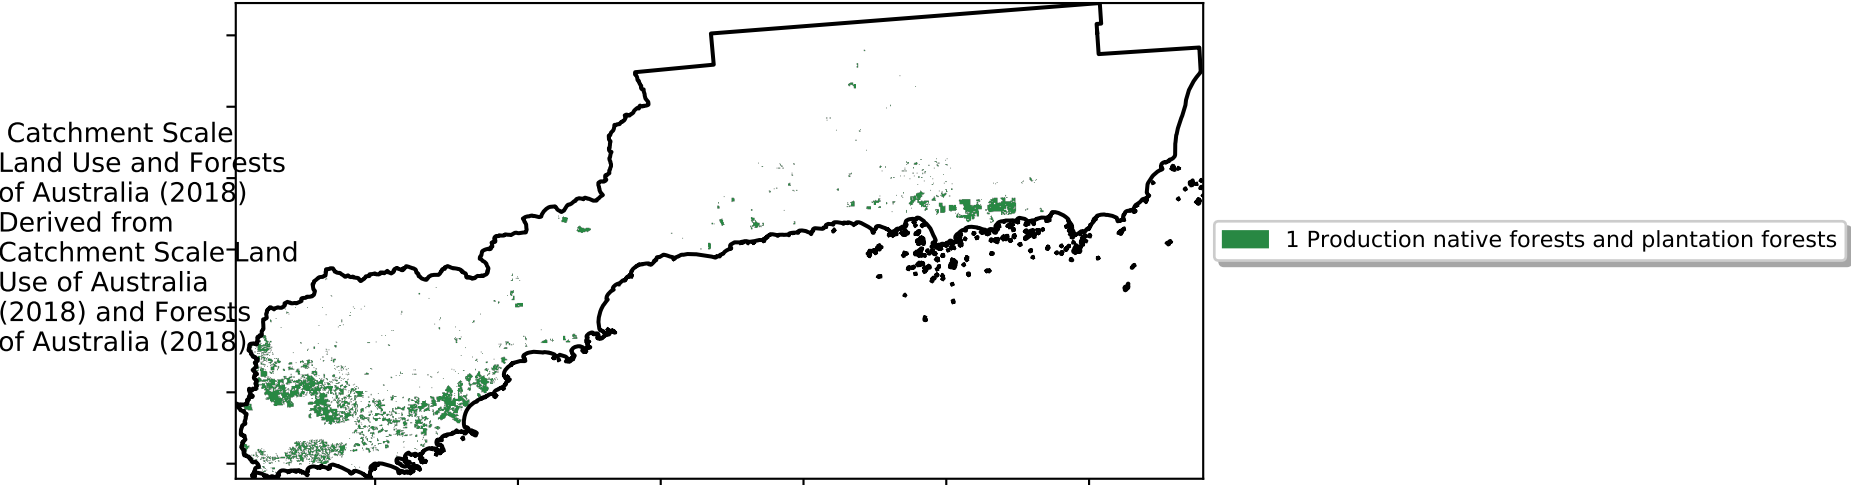 Catchment Scale
Land Use and Forests
of Australia (2018)
Derived from
Catchment Scale Land
Use of Australia
(2018) and Forests
of Australia (2018)
1 Production native forests and plantation forests